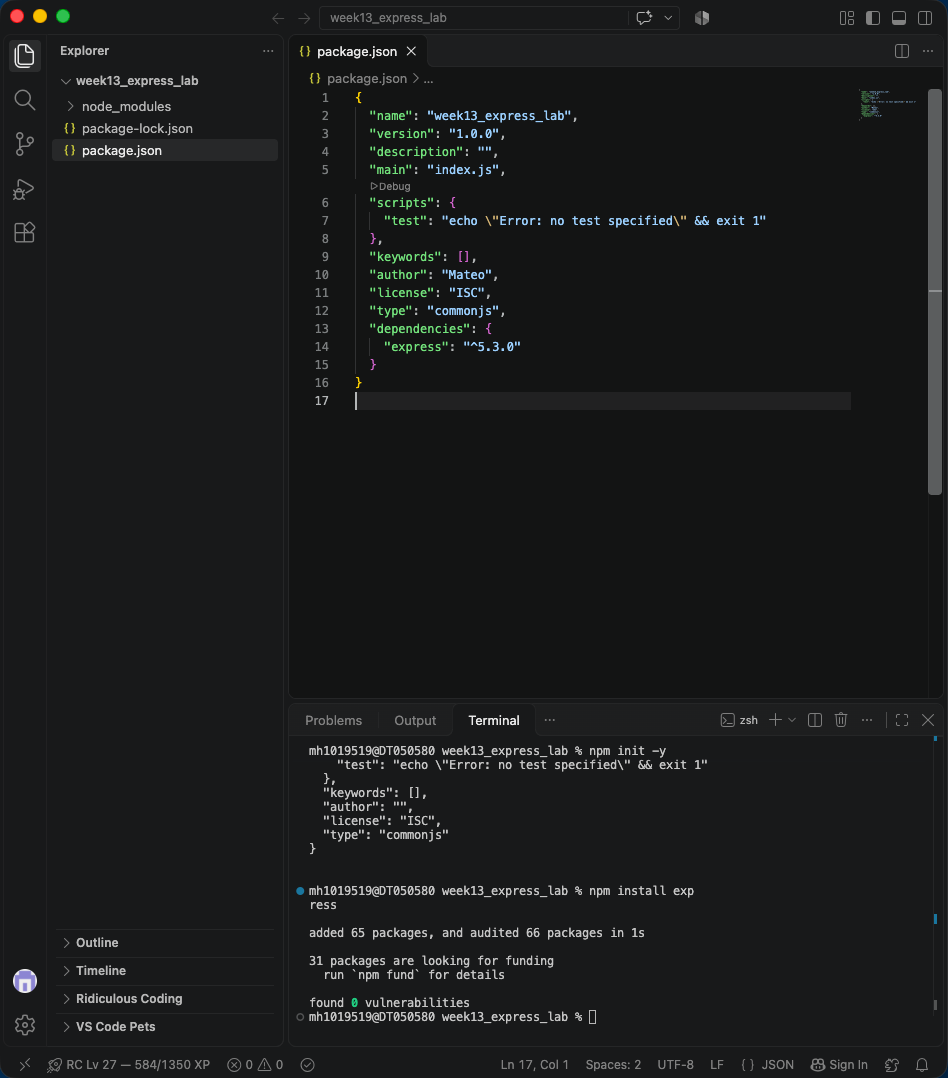 week13_express_lab
Explorer
week13_express_lab
node_modules
package-lock.json
package.json
Outline
Timeline
Ridiculous Coding
VS Code Pets
package.json
package.json > ...
1 {
2 "name": "week13_express_lab",
3 "version": "1.0.0",
4 "description": "",
5 "main": "index.js",
Debug
6 "scripts": {
7 "test": "echo \"Error: no test specified\" && exit 1"
8 },
9 "keywords": [],
10 "author": "Mateo",
11 "license": "ISC",
12 "type": "commonjs",
13 "dependencies": {
14 "express": "^5.3.0"
15 }
16 }
17
Problems Output Terminal ... zsh
mh1019519@DT050580 week13_express_lab % npm init -y
"test": "echo \"Error: no test specified\" && exit 1"
},
"keywords": [],
"author": "",
"license": "ISC",
"type": "commonjs"
}
mh1019519@DT050580 week13_express_lab % npm install exp
ress
added 65 packages, and audited 66 packages in 1s
31 packages are looking for funding
run `npm fund` for details
found 0 vulnerabilities
mh1019519@DT050580 week13_express_lab %
RC Lv 27 — 584/1350 XP 0 0 Ln 17, Col 1 Spaces: 2 UTF-8 LF { } JSON Sign In